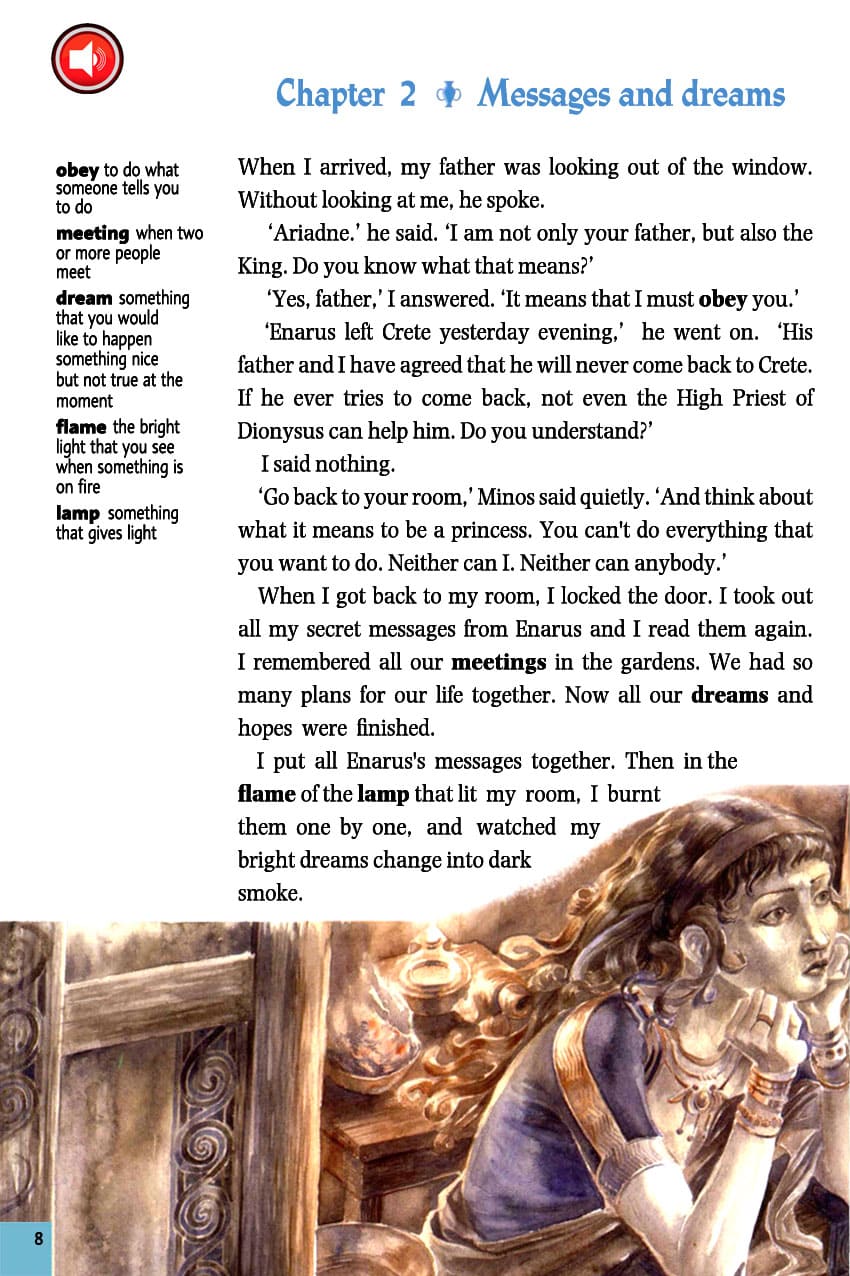 Chapter 2 Messages and dreams
obey to do what
someone tells you
to do
meeting when two
or more people
meet
dream something
that you would
like to happen
something nice
but not true at the
moment
flame the bright
light that you see
when something is
on fire
lamp something
that gives light
When I arrived, my father was looking out of the window.
Without looking at me, he spoke.
‘Ariadne.’ he said. ‘I am not only your father, but also the
King. Do you know what that means?’
‘Yes, father,’ I answered. ‘It means that I must obey you.’
‘Enarus left Crete yesterday evening,’ he went on. ‘His
father and I have agreed that he will never come back to Crete.
If he ever tries to come back, not even the High Priest of
Dionysus can help him. Do you understand?’
I said nothing.
‘Go back to your room,’ Minos said quietly. ‘And think about
what it means to be a princess. You can't do everything that
you want to do. Neither can I. Neither can anybody.’
When I got back to my room, I locked the door. I took out
all my secret messages from Enarus and I read them again.
I remembered all our meetings in the gardens. We had so
many plans for our life together. Now all our dreams and
hopes were finished.
I put all Enarus's messages together. Then in the
flame of the lamp that lit my room, I burnt
them one by one, and watched my
bright dreams change into dark
smoke.
8